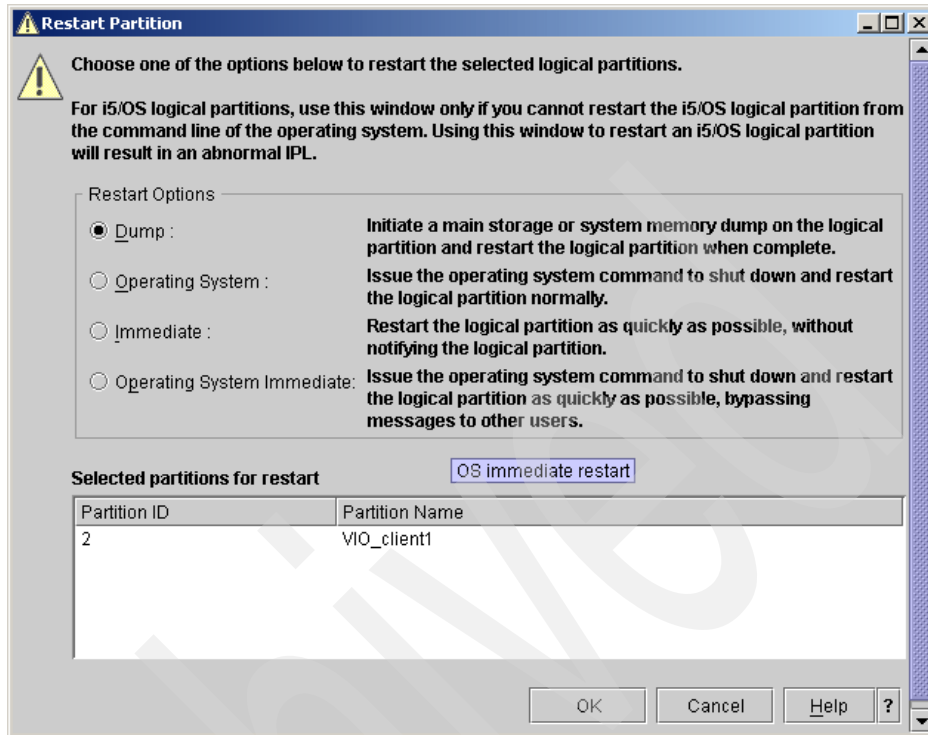 Restart Partition
Choose one of the options below to restart the selected logical partitions.
For i5/OS logical partitions, use this window only if you cannot restart the i5/OS logical partition from
the command line of the operating system. Using this window to restart an i5/OS logical partition
will result in an abnormal IPL.
Restart Options
Dump :
Initiate a main storage or system memory dump on the logical
partition and restart the logical partition when complete.
Operating System :
Issue the operating system command to shut down and restart
the logical partition normally.
Immediate :
Restart the logical partition as quickly as possible, without
notifying the logical partition.
Operating System Immediate:
Issue the operating system command to shut down and restart
the logical partition as quickly as possible, bypassing
messages to other users.
Selected partitions for restart
OS immediate restart
Partition ID Partition Name
2 VIO_client1
OK Cancel Help ?